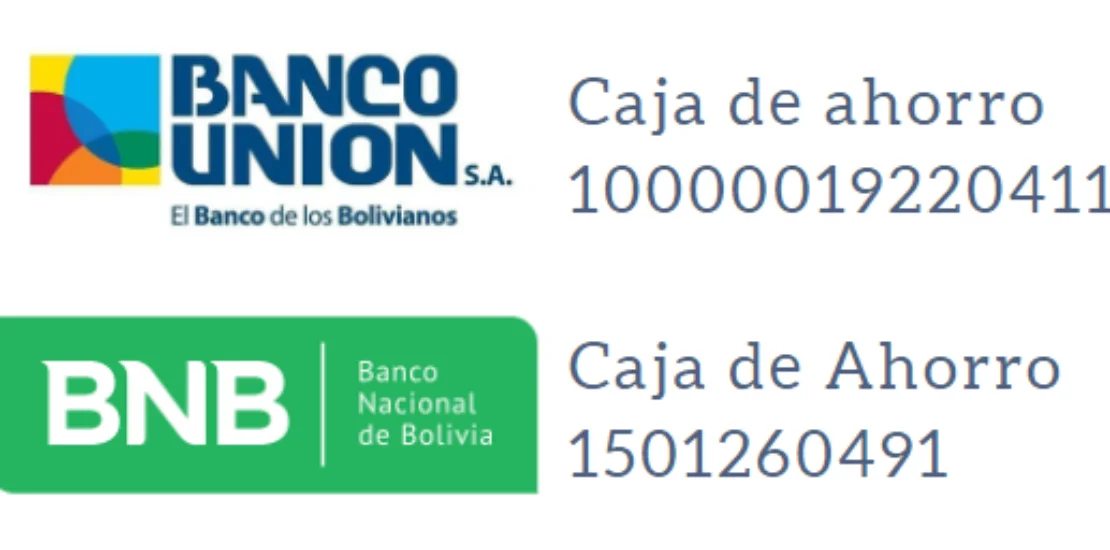 BANCO
UNION S.A.
El Banco de los Bolivianos
Caja de ahorro
10000019220411
BNB
Banco
Nacional
de Bolivia
Caja de Ahorro
1501260491